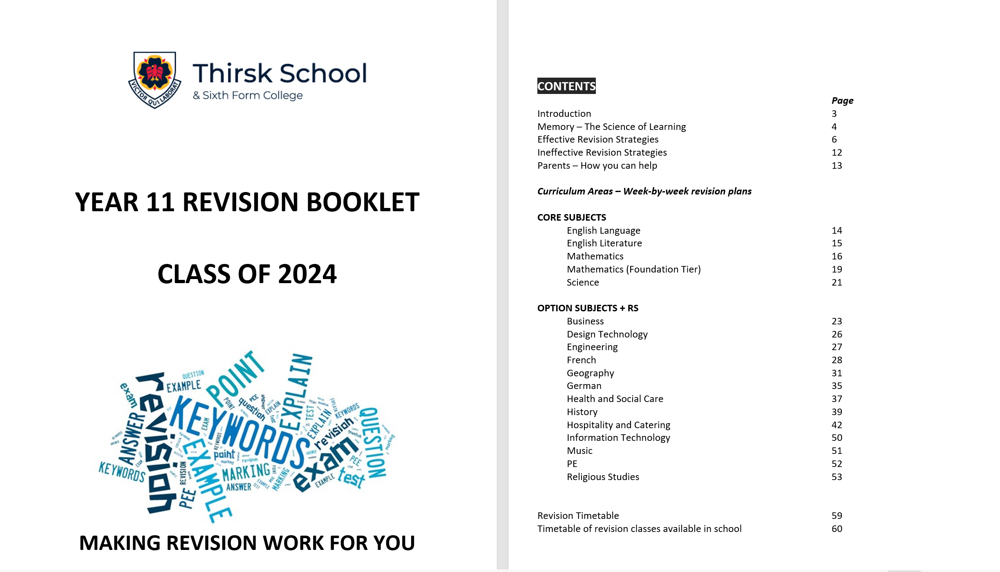 VICTOR QUI LABORAT
Thirsk School
& Sixth Form College
YEAR 11 REVISION BOOKLET
CLASS OF 2024
QUESTION
EXAMPLE
POINT
EXPLAIN
exam
revision
KEYWORDS
POINT
question
PEE
answer
EXPLAIN
EXAM
TEST
EXPLAIN
KEYWORDS
QUESTION
revision
ANSWER
KEYWORDS
EXAMPLE
point
MARKING
ANSWER
REVISION
PEE
MARKING
exam
EXAMPLE
test
PEE
MAKING REVISION WORK FOR YOU
CONTENTS
Page
Introduction 3
Memory – The Science of Learning 4
Effective Revision Strategies 6
Ineffective Revision Strategies 12
Parents – How you can help 13
Curriculum Areas – Week-by-week revision plans
CORE SUBJECTS
English Language 14
English Literature 15
Mathematics 16
Mathematics (Foundation Tier) 19
Science 21
OPTION SUBJECTS + RS
Business 23
Design Technology 26
Engineering 27
French 28
Geography 31
German 35
Health and Social Care 37
History 39
Hospitality and Catering 42
Information Technology 50
Music 51
PE 52
Religious Studies 53
Revision Timetable 59
Timetable of revision classes available in school 60